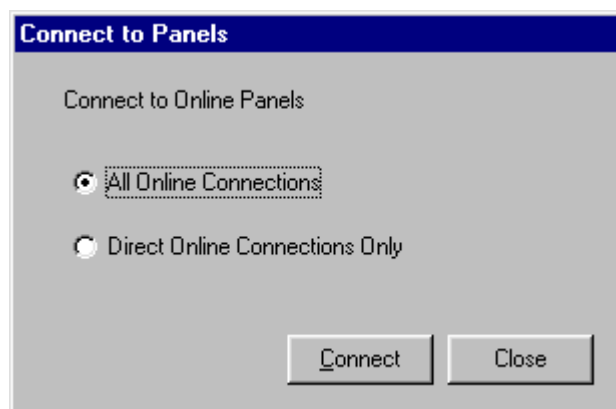 Connect to Panels
Connect to Online Panels
All Online Connections
Direct Online Connections Only
Connect Close